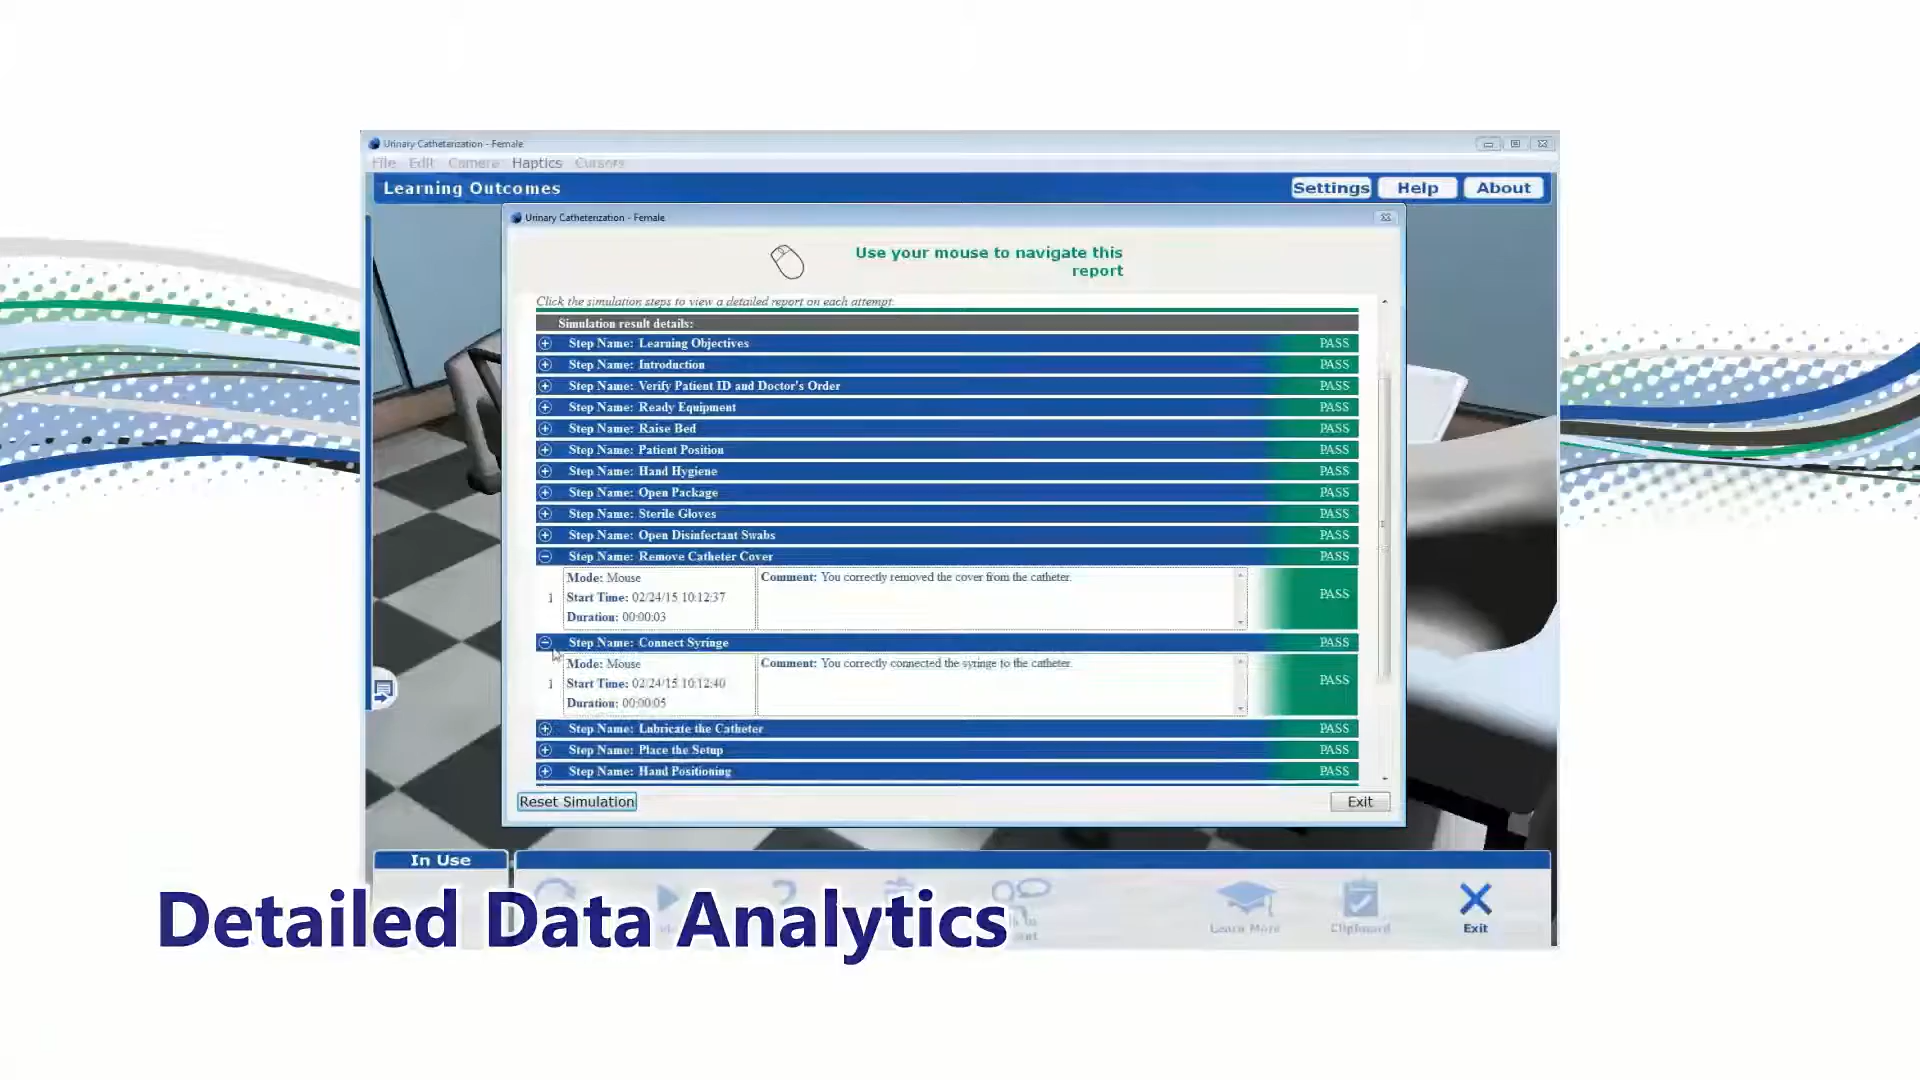 Urinary Catheterization - Female
File Edit Camera Haptics Cursors
Learning Outcomes
Settings Help About
Urinary Catheterization - Female
Use your mouse to navigate this
report
Click the simulation steps to view a detailed report on each attempt.
Simulation result details:
Step Name: Learning Objectives PASS
Step Name: Introduction PASS
Step Name: Verify Patient ID and Doctor's Order PASS
Step Name: Ready Equipment PASS
Step Name: Raise Bed PASS
Step Name: Patient Position PASS
Step Name: Hand Hygiene PASS
Step Name: Open Package PASS
Step Name: Sterile Gloves PASS
Step Name: Open Disinfectant Swabs PASS
Step Name: Remove Catheter Cover PASS
Mode: Mouse Comment: You correctly removed the cover from the catheter.
1 Start Time: 02/24/15 10:12:37 PASS
Duration: 00:00:03
Step Name: Connect Syringe PASS
Mode: Mouse Comment: You correctly connected the syringe to the catheter.
1 Start Time: 02/24/15 10:12:40 PASS
Duration: 00:00:05
Step Name: Lubricate the Catheter PASS
Step Name: Place the Setup PASS
Step Name: Hand Positioning PASS
Reset Simulation Exit
In Use
Detailed Data Analytics
Learn More Clipboard Exit